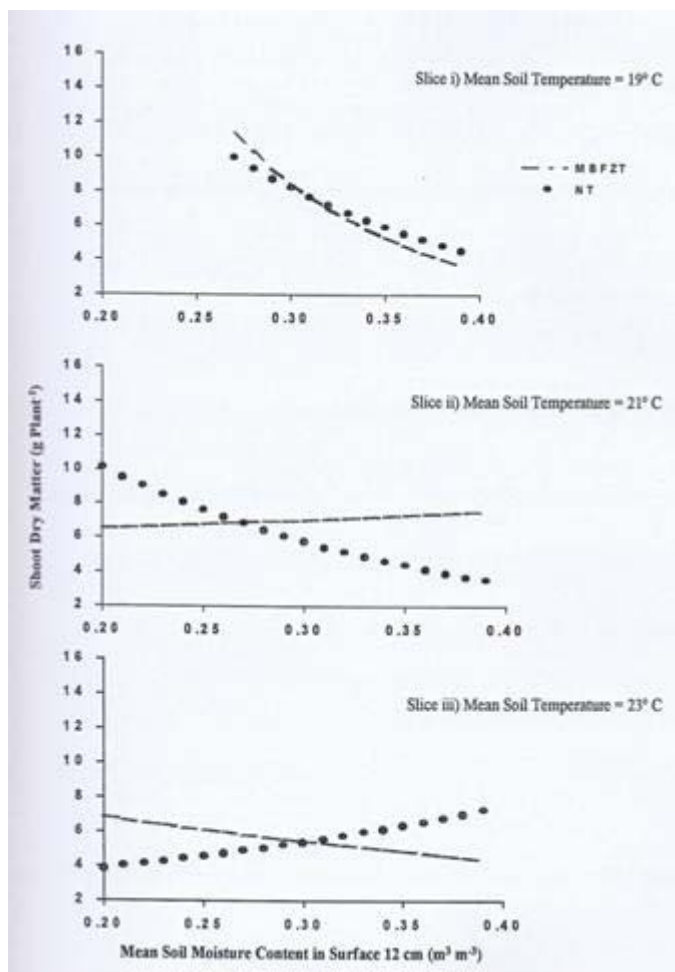 16
Slice i) Mean Soil Temperature = 19° C
14
12
MBFZT
10
NT
8
6
4
2
0.20 0.25 0.30 0.35 0.40
16
Slice ii) Mean Soil Temperature = 21° C
14
12
10
8
6
4
2
0.20 0.25 0.30 0.35 0.40
Shoot Dry Matter (g Plant⁻¹)
16
Slice iii) Mean Soil Temperature = 23° C
14
12
10
8
6
4
2
0.20 0.25 0.30 0.35 0.40
Mean Soil Moisture Content in Surface 12 cm (m³ m⁻³)